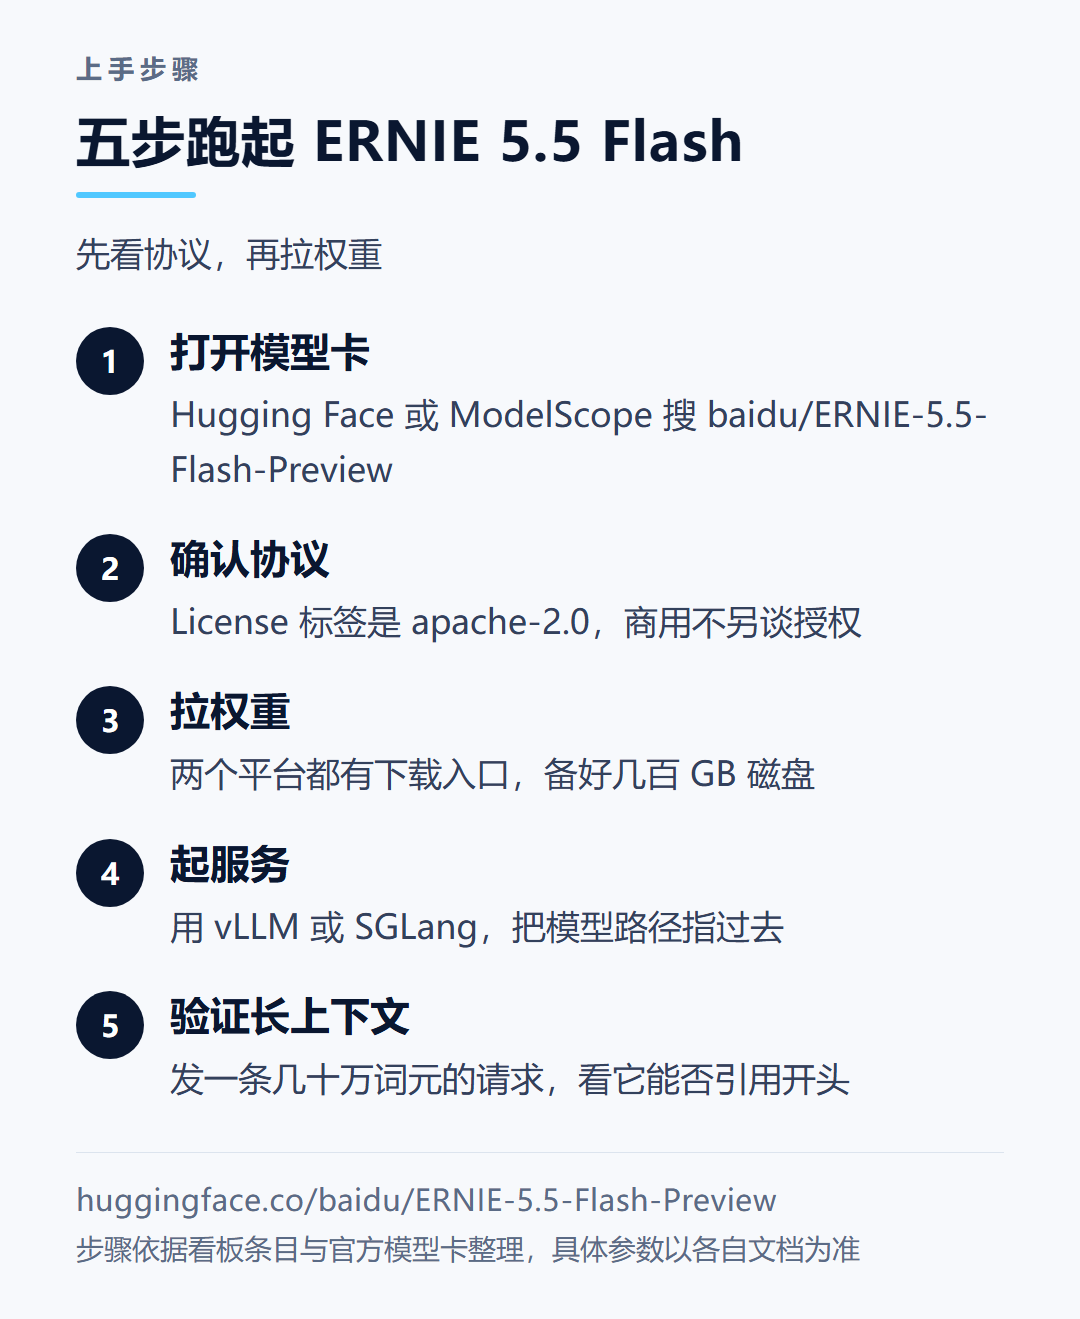 上手步骤
五步跑起 ERNIE 5.5 Flash
先看协议，再拉权重
1
打开模型卡
Hugging Face 或 ModelScope 搜 baidu/ERNIE-5.5-
Flash-Preview
2
确认协议
License 标签是 apache-2.0，商用不另谈授权
3
拉权重
两个平台都有下载入口，备好几百 GB 磁盘
4
起服务
用 vLLM 或 SGLang，把模型路径指过去
5
验证长上下文
发一条几十万词元的请求，看它能否引用开头
huggingface.co/baidu/ERNIE-5.5-Flash-Preview
步骤依据看板条目与官方模型卡整理，具体参数以各自文档为准